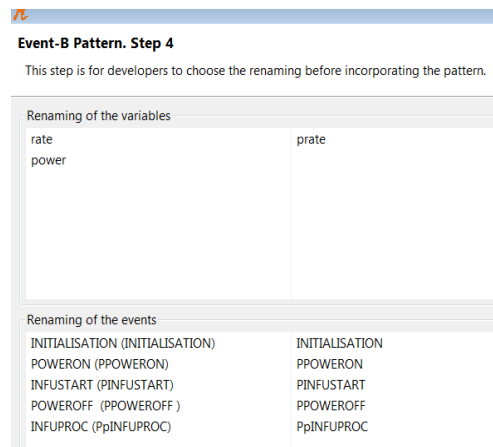 Event-B Pattern. Step 4
This step is for developers to choose the renaming before incorporating the pattern.
Renaming of the variables
rate prate
power
Renaming of the events
INITIALISATION (INITIALISATION) INITIALISATION
POWERON (PPOWERON) PPOWERON
INFUSTART (PINFUSTART) PINFUSTART
POWEROFF (PPOWEROFF ) PPOWEROFF
INFUPROC (PpINFUPROC) PpINFUPROC